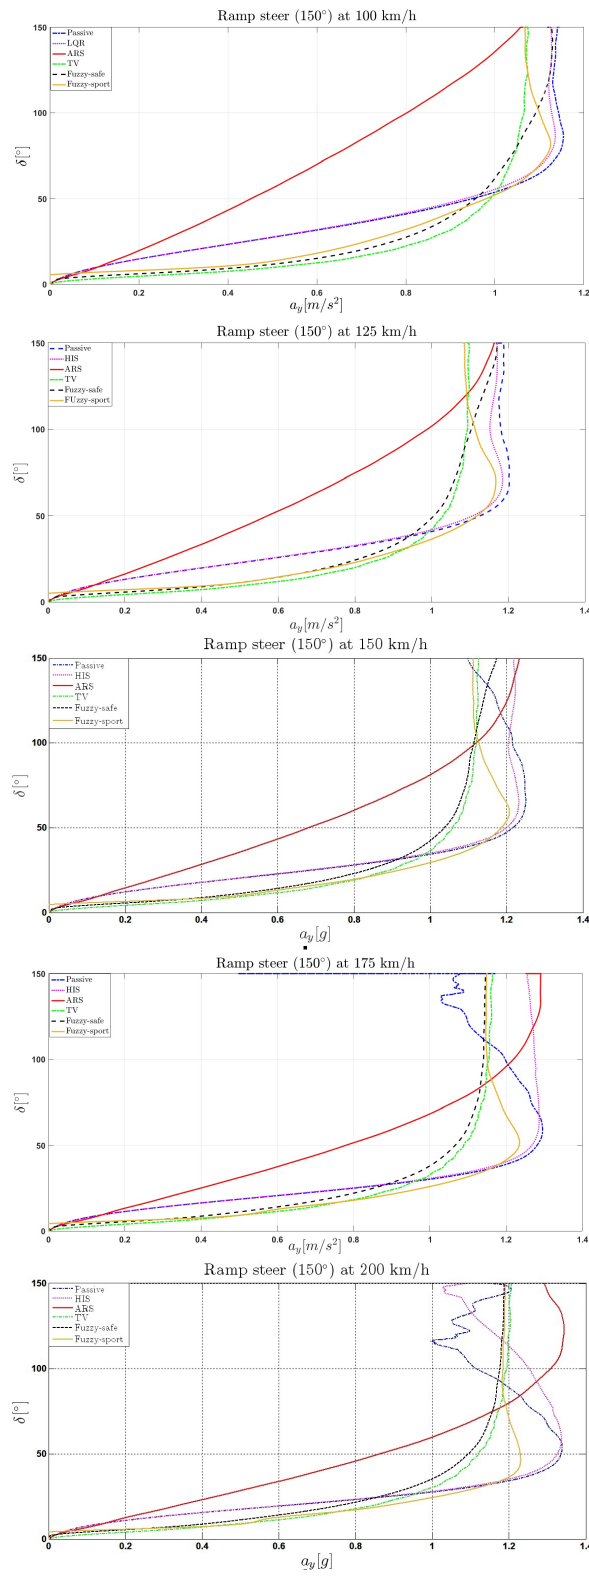 Ramp steer (150°) at 100 km/h
150
100
50
0
δ[°]
Passive
LQR
ARS
TV
Fuzzy-safe
Fuzzy-sport
0 0.2 0.4 0.6 0.8 1 1.2
a_y[m/s²]
Ramp steer (150°) at 125 km/h
150
100
50
0
δ[°]
Passive
HIS
ARS
TV
Fuzzy-safe
FUzzy-sport
0 0.2 0.4 0.6 0.8 1 1.2 1.4
a_y[m/s²]
Ramp steer (150°) at 150 km/h
150
100
50
0
δ[°]
Passive
HIS
ARS
TV
Fuzzy-safe
Fuzzy-sport
0 0.2 0.4 0.6 0.8 1 1.2 1.4
a_y[g]
Ramp steer (150°) at 175 km/h
150
100
50
0
δ[°]
Passive
HIS
ARS
TV
Fuzzy-safe
Fuzzy-sport
0 0.2 0.4 0.6 0.8 1 1.2 1.4
a_y[m/s²]
Ramp steer (150°) at 200 km/h
150
100
50
0
δ[°]
Passive
HIS
ARS
TV
Fuzzy-safe
Fuzzy-sport
0 0.2 0.4 0.6 0.8 1 1.2 1.4
a_y[g]